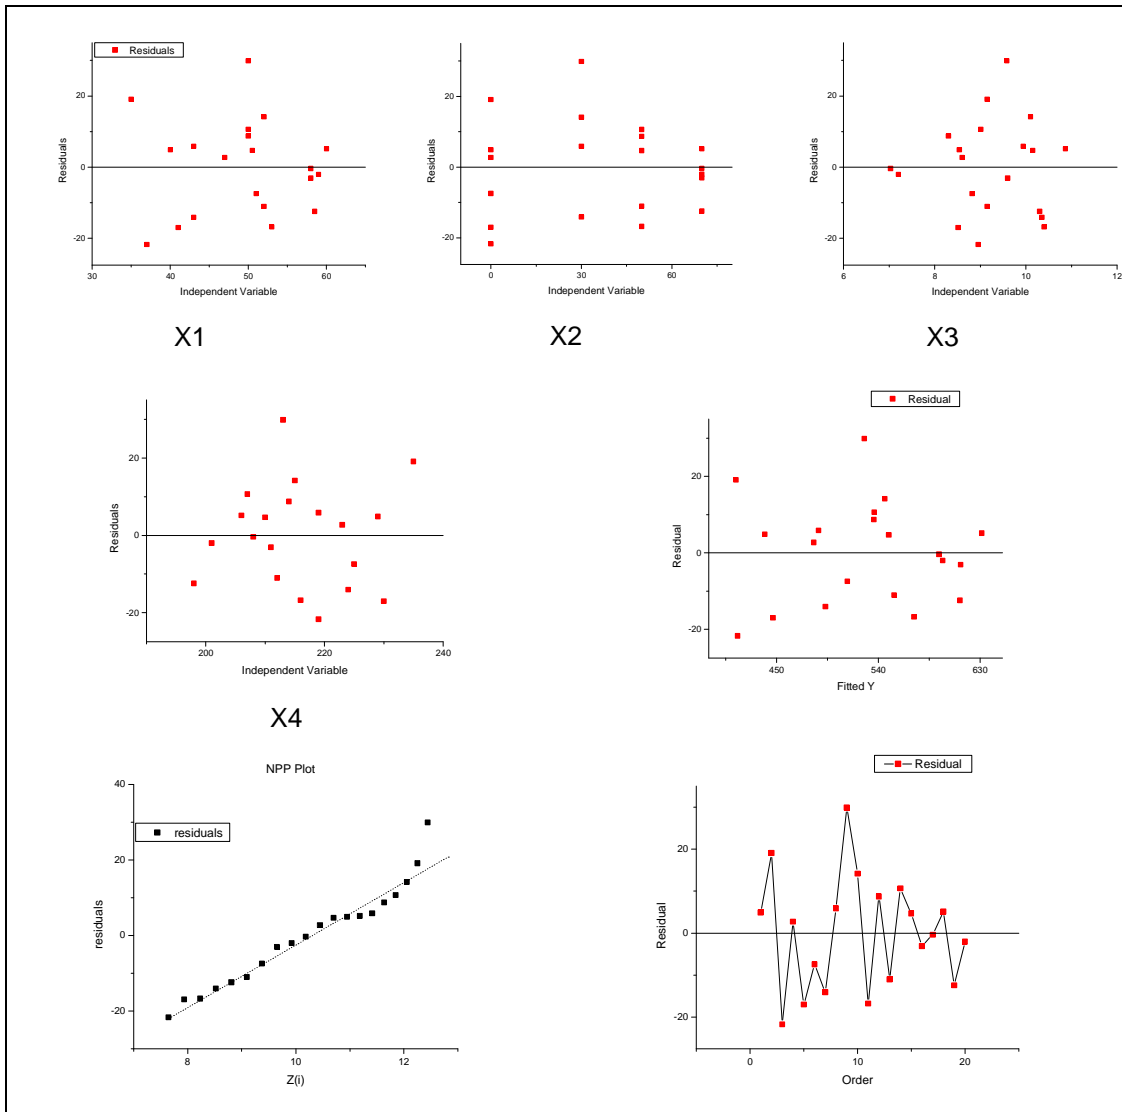 Residuals
Residuals
20
0
-20
30 40 50 60
Independent Variable
X1
Residuals
20
0
-20
0 30 60
Independent Variable
X2
Residuals
20
0
-20
6 8 10 12
Independent Variable
X3
Residuals
20
0
-20
200 220 240
Independent Variable
X4
Residual
Residual
20
0
-20
450 540 630
Fitted Y
NPP Plot
residuals
residuals
40
20
0
-20
8 10 12
Z(i)
Residual
Residual
20
0
-20
0 10 20
Order